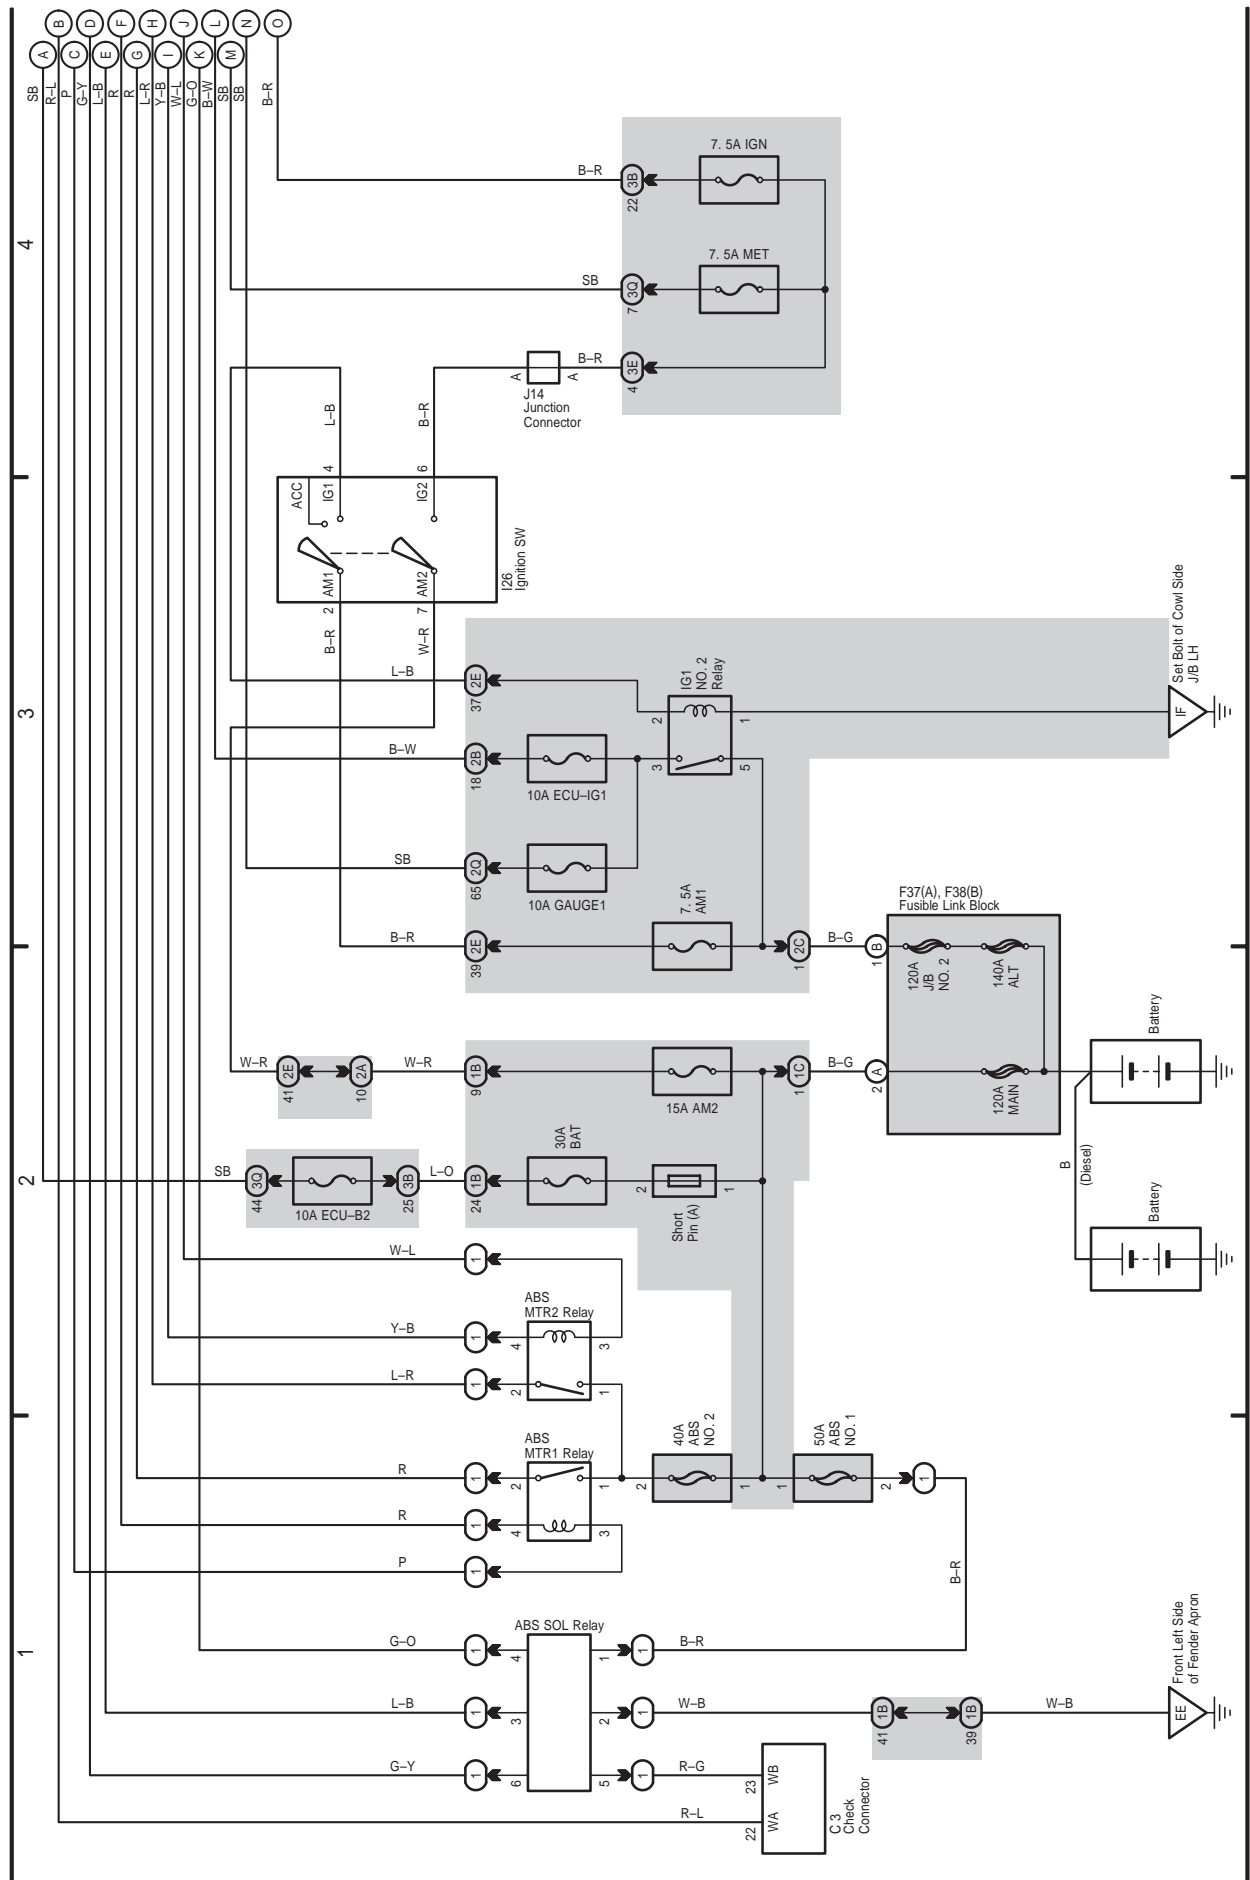 B
D
F
H
J
L
N
O
A
C
E
G
I
K
M
SB
R–L
P
G–Y
L–B
R
R
L–R
Y–B
W–L
G–O
B–W
SB
SB
B–R
4
7. 5A IGN
B–R
3B
22
7. 5A MET
SB
3Q
7
A
A
B–R
3E
4
J14
Junction
Connector
L–B
B–R
4
6
ACC
IG1
IG2
AM1
AM2
I26
Ignition SW
2
7
B–R
W–R
3
L–B
2E
37
IG1
NO. 2
Relay
2
1
3
5
B–W
2B
18
10A ECU–IG1
IF
Set Bolt of Cowl Side
J/B LH
SB
2Q
65
10A GAUGE1
7. 5A
AM1
B–R
2E
39
2C
1
B–G
F37(A), F38(B)
Fusible Link Block
B
1
120A
J/B
NO. 2
140A
ALT
W–R
2E
41
2A
10
W–R
1B
9
15A AM2
1C
1
B–G
A
2
120A
MAIN
Battery
2
SB
3Q
44
10A ECU–B2
3B
25
L–O
1B
24
30A
BAT
2
1
Short
Pin (A)
B
(Diesel)
Battery
W–L
1
ABS
MTR2 Relay
Y–B
1
4
3
L–R
1
2
1
ABS
MTR1 Relay
40A
ABS
NO. 2
50A
ABS
NO. 1
R
1
2
1
2
1
1
2
1
R
1
4
3
P
1
B–R
1
ABS SOL Relay
G–O
1
4
1
1
B–R
L–B
1
3
2
1
W–B
1B
41
1B
39
W–B
EE
Front Left Side
of Fender Apron
G–Y
1
6
5
1
R–G
23
WB
R–L
22
WA
C 3
Check
Connector